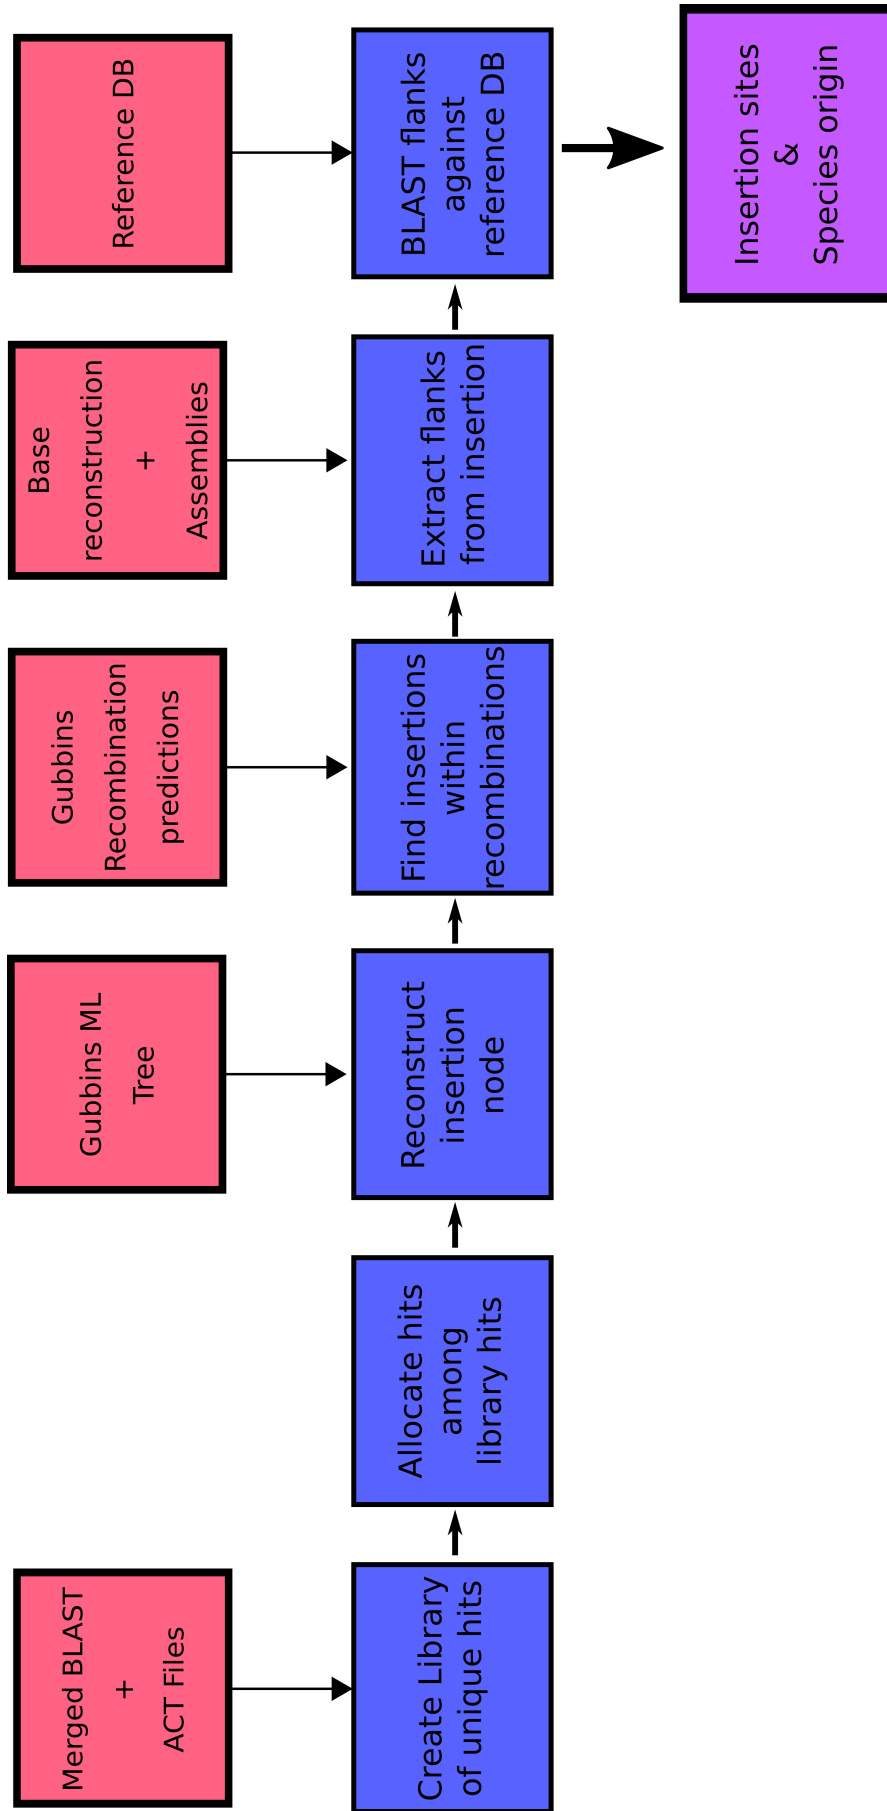 Merged BLAST
+
ACT Files
Gubbins ML
Tree
Gubbins
Recombination
predictions
Base
reconstruction
+
Assemblies
Reference DB
Create Library
of unique hits
Allocate hits
among
library hits
Reconstruct
insertion
node
Find insertions
within
recombinations
Extract flanks
from insertion
BLAST flanks
against
reference DB
Insertion sites
&
Species origin